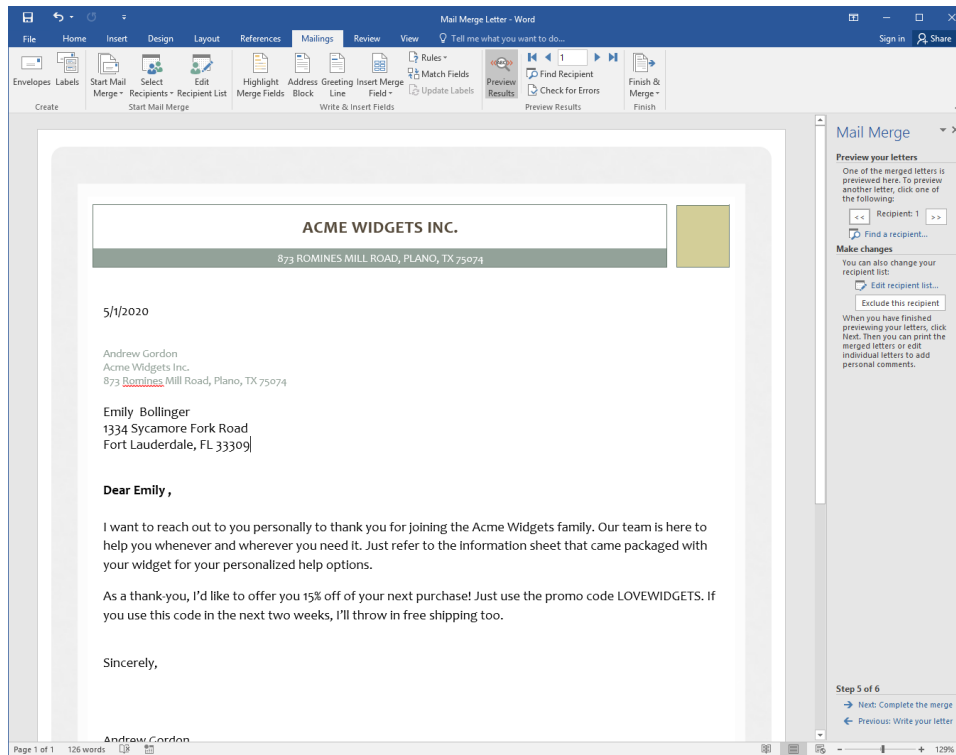 Mail Merge Letter - Word
File Home Insert Design Layout References Mailings Review View Tell me what you want to do... Sign in Share
Envelopes Labels Start Mail Merge Select Recipients Edit Recipient List Highlight Merge Fields Address Block Greeting Line Insert Merge Field Rules Match Fields Update Labels Preview Results 1 Find Recipient Check for Errors Finish & Merge
Create Start Mail Merge Write & Insert Fields Preview Results Finish
ACME WIDGETS INC.
873 ROMINES MILL ROAD, PLANO, TX 75074
5/1/2020
Andrew Gordon
Acme Widgets Inc.
873 Romines Mill Road, Plano, TX 75074
Emily Bollinger
1334 Sycamore Fork Road
Fort Lauderdale, FL 33309
Dear Emily ,
I want to reach out to you personally to thank you for joining the Acme Widgets family. Our team is here to
help you whenever and wherever you need it. Just refer to the information sheet that came packaged with
your widget for your personalized help options.
As a thank-you, I'd like to offer you 15% off of your next purchase! Just use the promo code LOVEWIDGETS. If
you use this code in the next two weeks, I'll throw in free shipping too.
Sincerely,
Andrew Gordon
Mail Merge
Preview your letters
One of the merged letters is
previewed here. To preview
another letter, click one of
the following:
<< Recipient: 1 >>
Find a recipient...
Make changes
You can also change your
recipient list:
Edit recipient list...
Exclude this recipient
When you have finished
previewing your letters, click
Next. Then you can print the
merged letters or edit
individual letters to add
personal comments.
Step 5 of 6
Next: Complete the merge
Previous: Write your letter
Page 1 of 1 126 words 129%